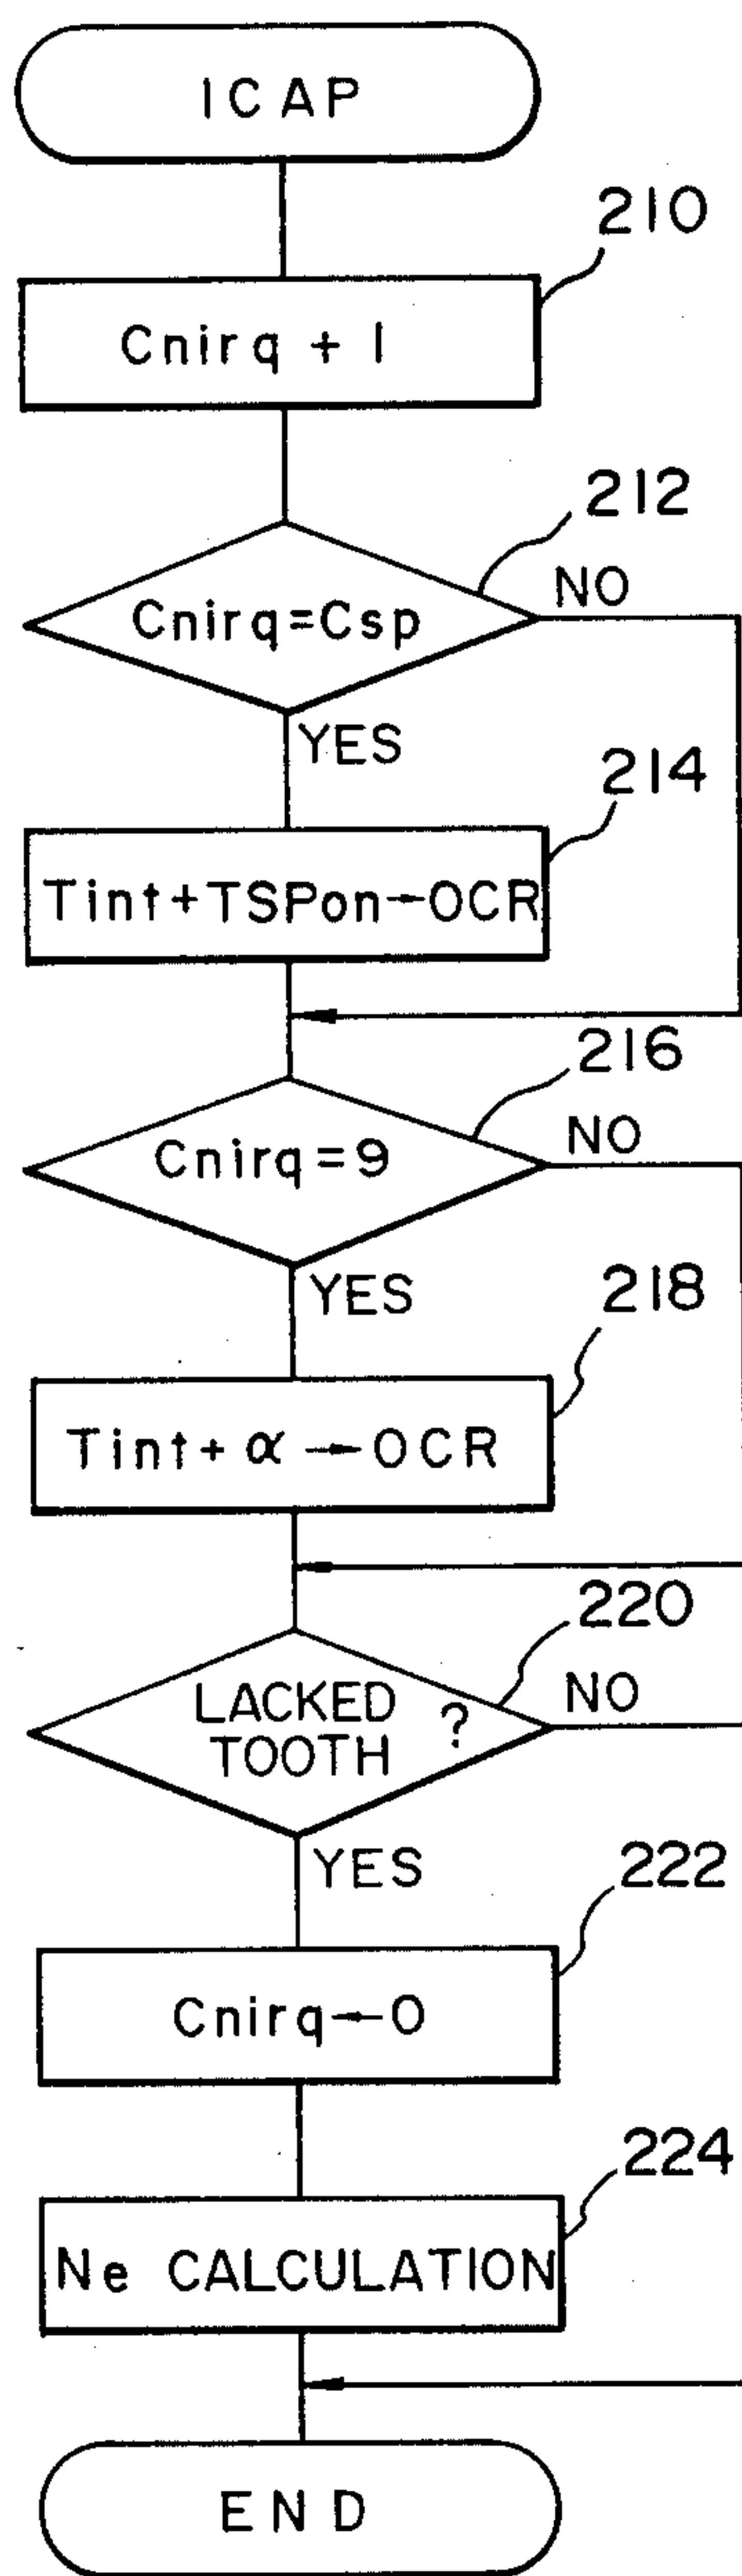 ICAP
210
Cnirq + 1
212
Cnirq=Csp
NO
YES
214
Tint+TSPon→OCR
216
Cnirq=9
NO
YES
218
Tint+α→OCR
220
LACKED
TOOTH ?
NO
YES
222
Cnirq←0
224
Ne CALCULATION
END